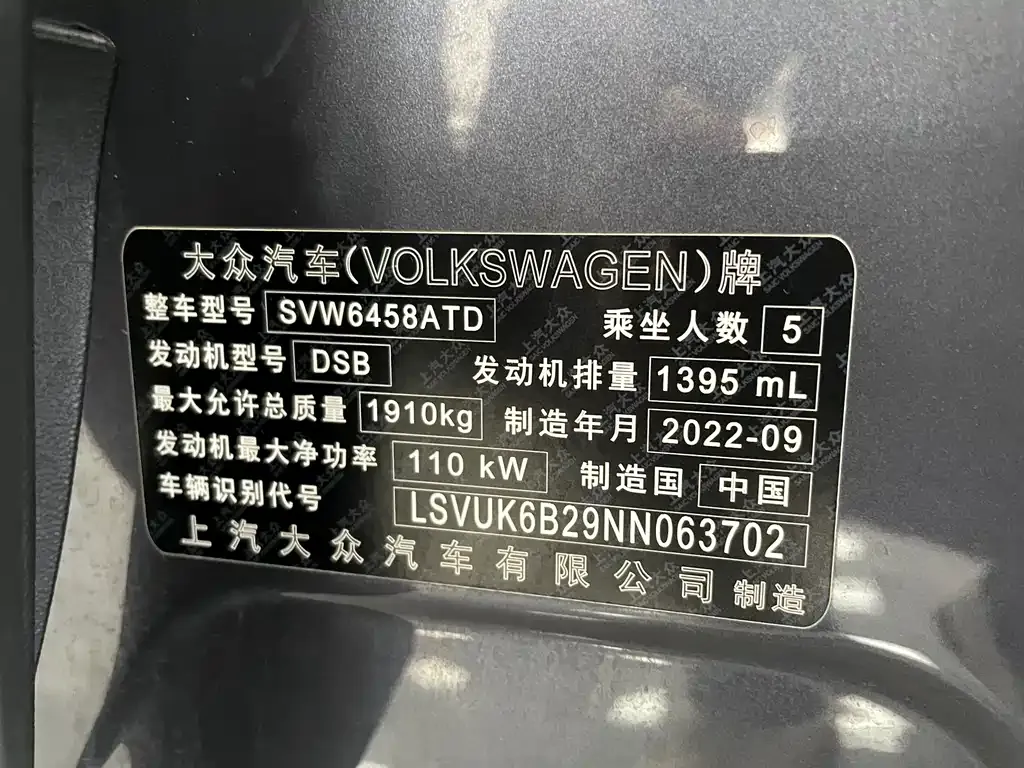 大众汽车(VOLKSWAGEN)牌
整车型号 SVW6458ATD 乘坐人数 5
发动机型号 DSB 发动机排量 1395 mL
最大允许总质量 1910kg 制造年月 2022-09
发动机最大净功率 110 kW 制造国 中国
车辆识别代号 LSVUK6B29NN063702
上汽大众汽车有限公司 制造